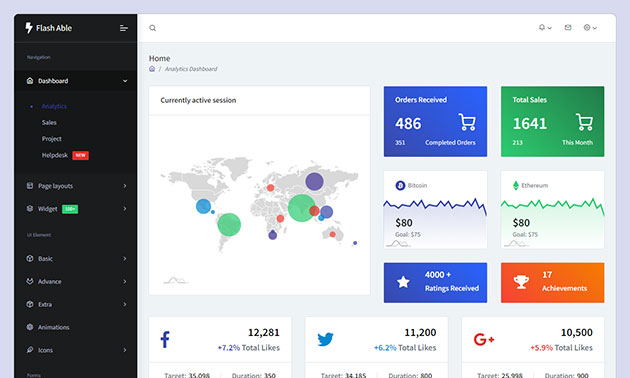 Flash Able
Navigation
Dashboard
Analytics
Sales
Project
Helpdesk NEW
Page layouts
Widget 100+
UI Element
Basic
Advance
Extra
Animations
Icons
Forms
Home
/ Analytics Dashboard
Currently active session
Orders Received
486
351 Completed Orders
Total Sales
1641
213 This Month
Bitcoin
$80
Goal: $75
Ethereum
$80
Goal: $75
4000 +
Ratings Received
17
Achievements
12,281
+7.2% Total Likes
Target: 35,098 Duration: 350
11,200
+6.2% Total Likes
Target: 34,185 Duration: 800
G+
10,500
+5.9% Total Likes
Target: 25,998 Duration: 900